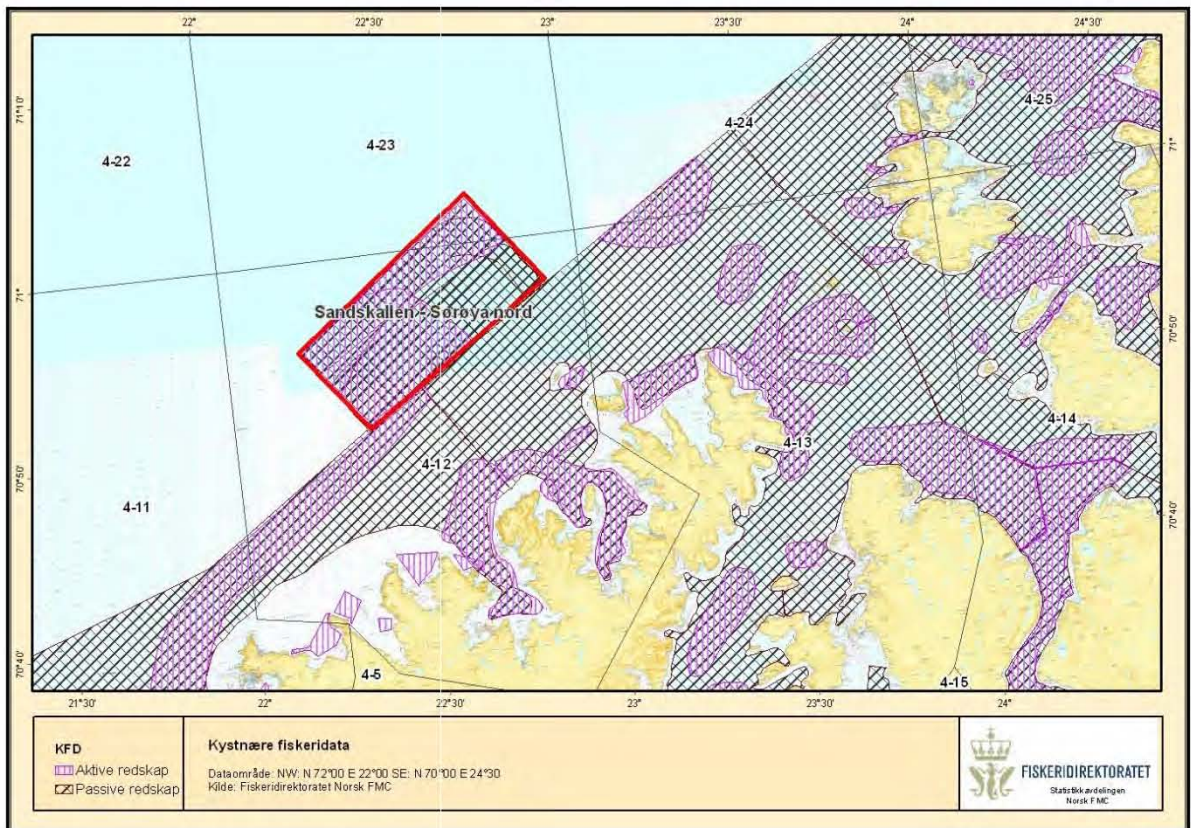 22° 22°30' 23° 23°30' 24° 24°30'
71°10'
71°
4-25
4-24
4-23
4-22
71°
70°50'
Sandskallen - Sørøya nord
4-14
4-13
4-12
70°50'
4-11
70°40'
70°40'
4-5
4-15
21°30' 22° 22°30' 23° 23°30' 24°
KFD
Aktive redskap
Passive redskap
Kystnære fiskeridata
Dataområde: NW: N 72°00 E 22°00 SE: N 70°00 E 24°30
Kilde: Fiskeridirektoratet Norsk FMC
FISKERIDIREKTORATET
Statistikkavdelingen
Norsk FMC